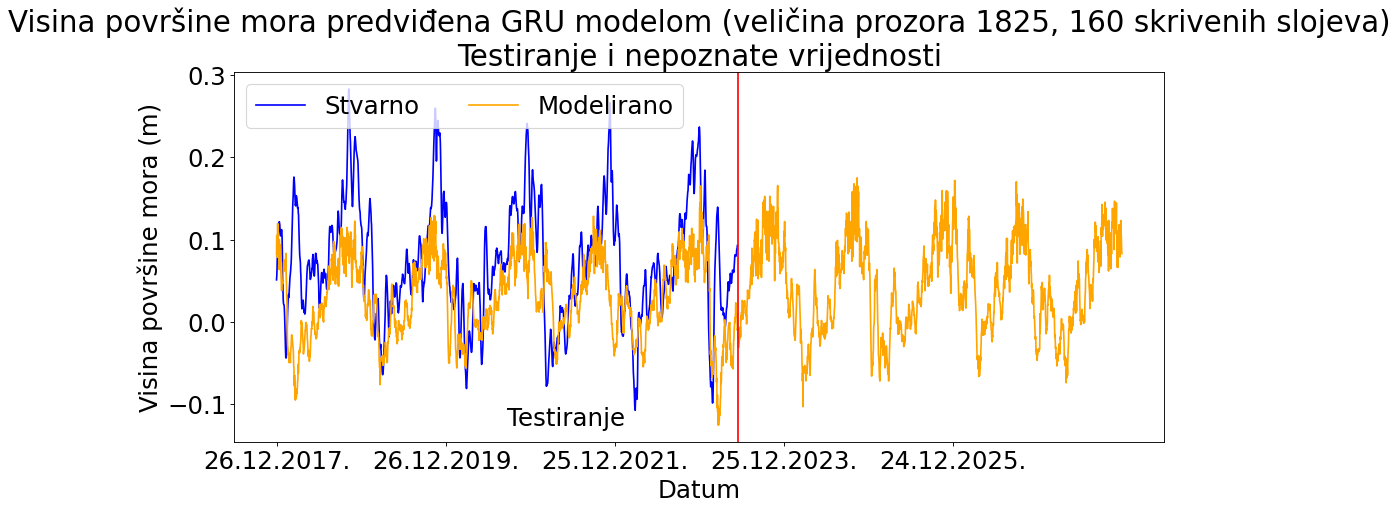 Visina površine mora predviđena GRU modelom (veličina prozora 1825, 160 skrivenih slojeva)
Testiranje i nepoznate vrijednosti
Stvarno Modelirano
Visina površine mora (m)
0.3
0.2
0.1
0.0
−0.1
Testiranje
26.12.2017. 26.12.2019. 25.12.2021. 25.12.2023. 24.12.2025.
Datum